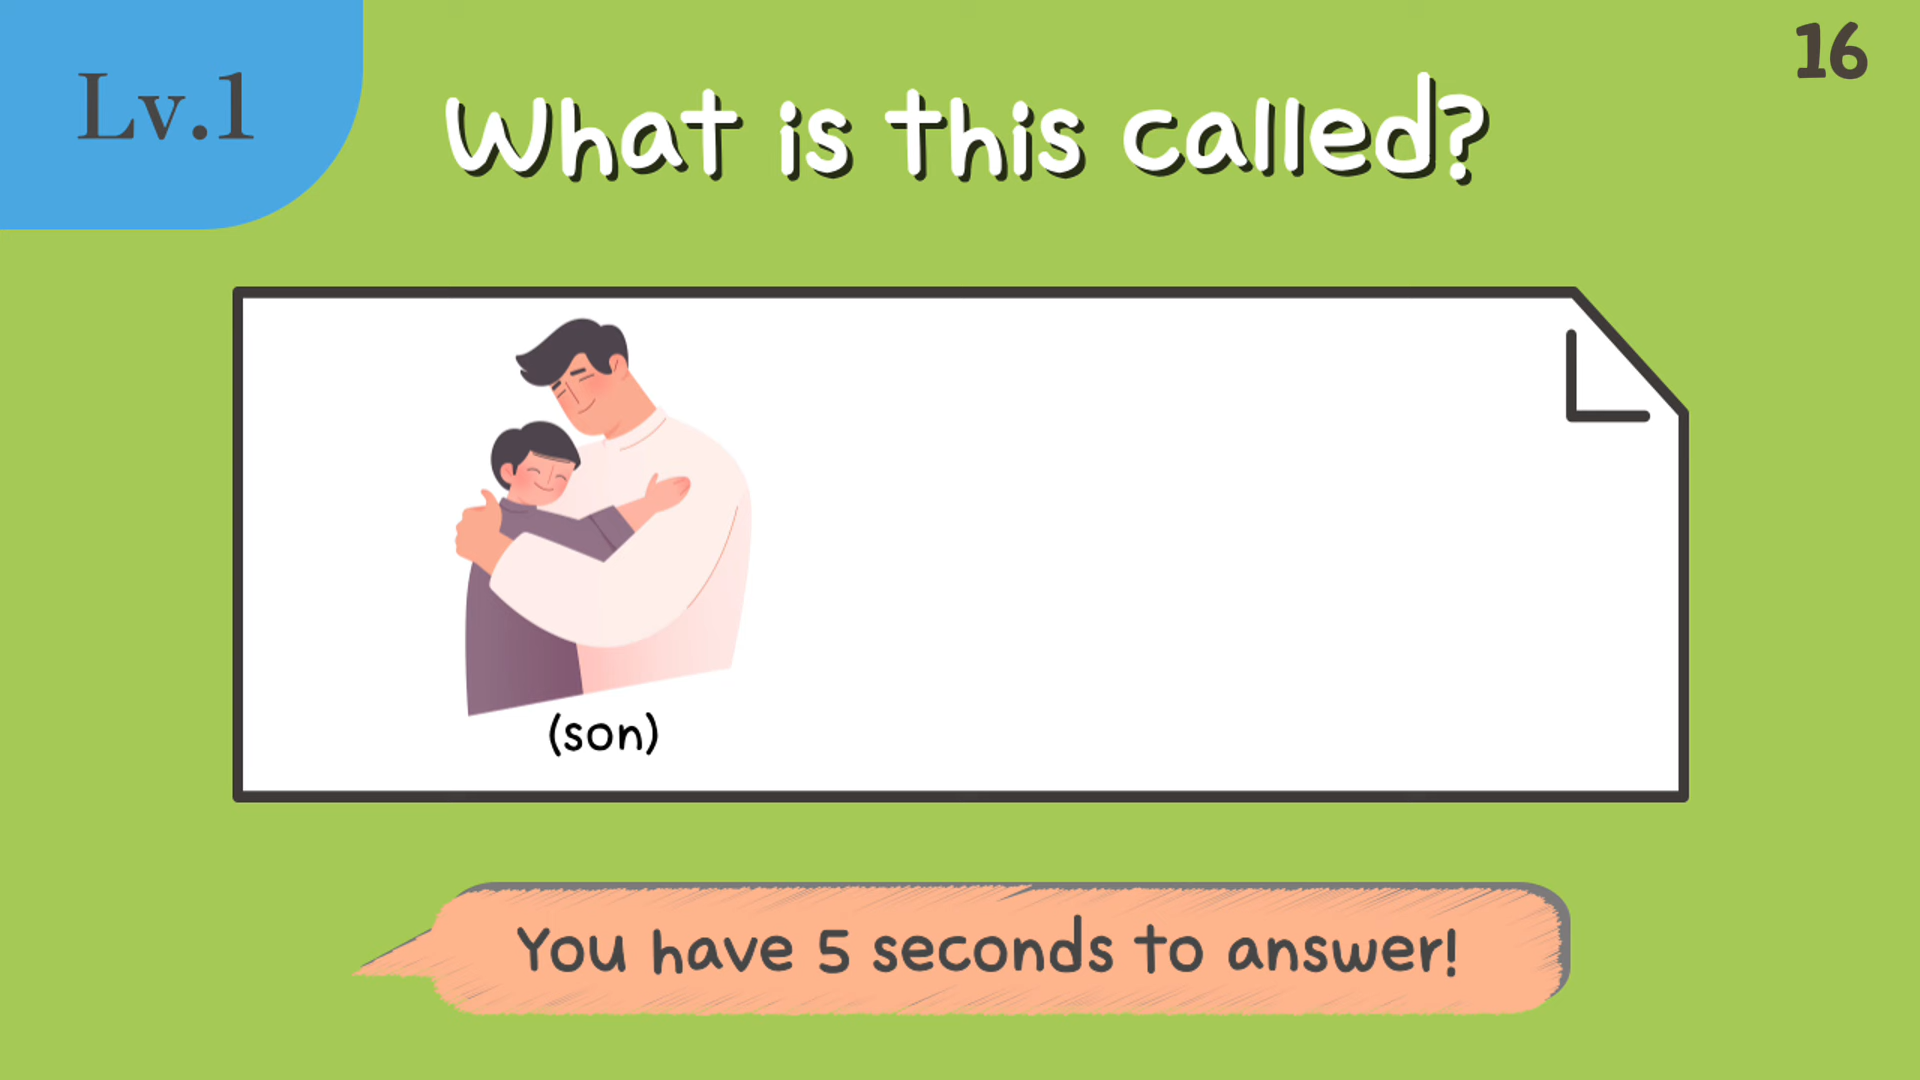 Lv.1
16
What is this called?
(son)
You have 5 seconds to answer!